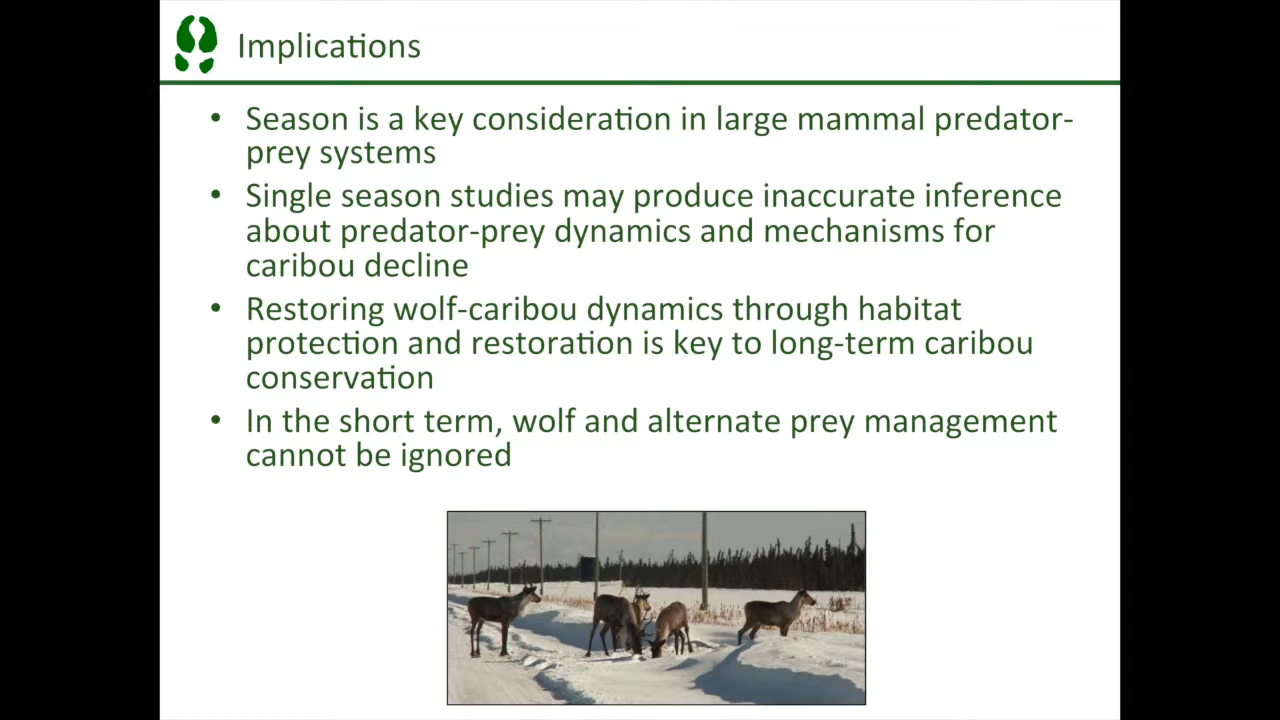 Implications
• Season is a key consideration in large mammal predator-
prey systems
• Single season studies may produce inaccurate inference
about predator-prey dynamics and mechanisms for
caribou decline
• Restoring wolf-caribou dynamics through habitat
protection and restoration is key to long-term caribou
conservation
• In the short term, wolf and alternate prey management
cannot be ignored